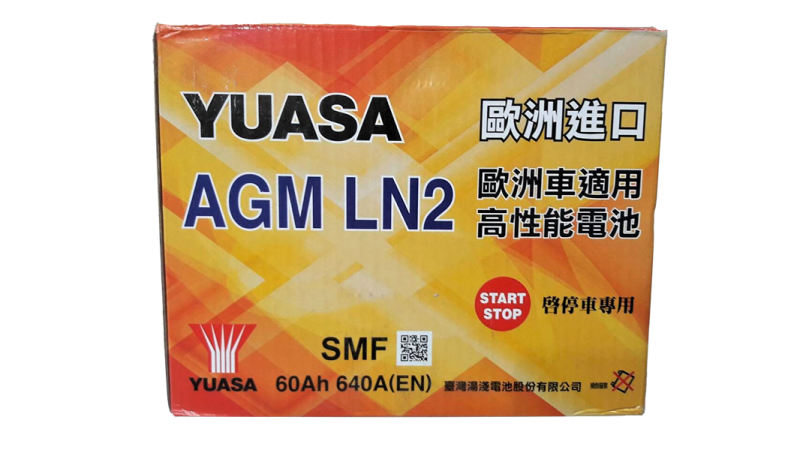 YUASA
歐洲進口
AGM LN2
歐洲車適用
高性能電池
START
STOP
啓停車專用
SMF
YUASA
60Ah 640A(EN)
臺灣湯淺電池股份有限公司